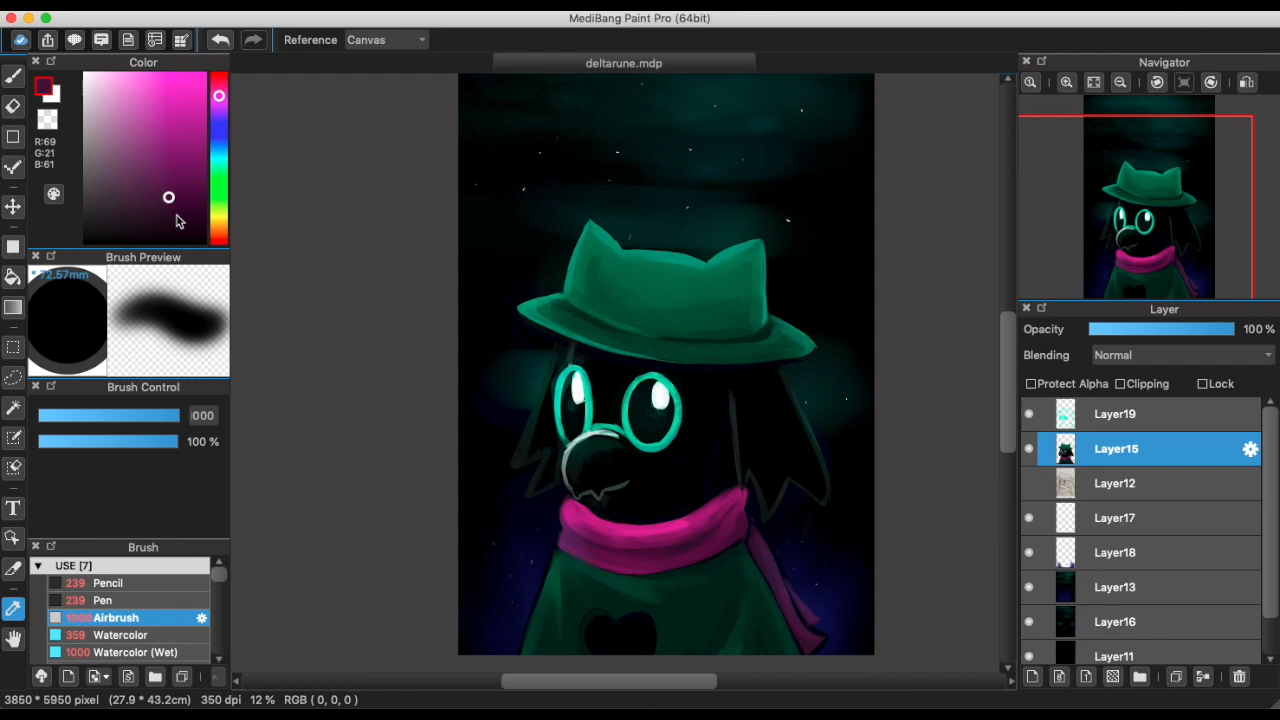 MediBang Paint Pro (64bit)
Reference Canvas
deltarune.mdp
Color
R:69
G:21
B:61
Brush Preview
* 72.57mm
Brush Control
000
100 %
Brush
USE [7]
239 Pencil
239 Pen
1000 Airbrush
359 Watercolor
1000 Watercolor (Wet)
Navigator
Layer
Opacity 100 %
Blending Normal
Protect Alpha Clipping Lock
Layer19
Layer15
Layer12
Layer17
Layer18
Layer13
Layer16
Layer11
3850 * 5950 pixel (27.9 * 43.2cm) 350 dpi 12 % RGB ( 0, 0, 0 )